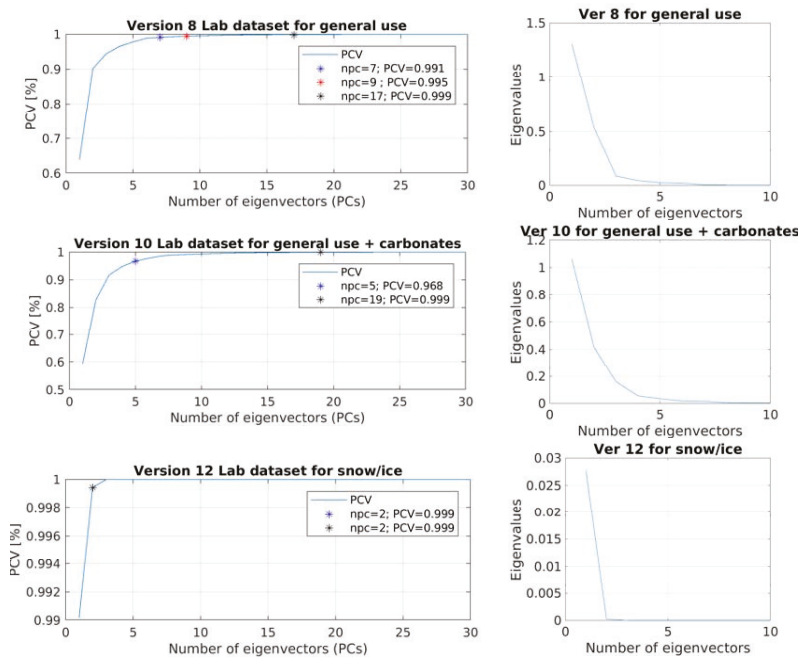 Version 8 Lab dataset for general use
PCV [%]
1
0.9
0.8
0.7
0.6
PCV
npc=7; PCV=0.991
npc=9 ; PCV=0.995
npc=17; PCV=0.999
0 5 10 15 20 25 30
Number of eigenvectors (PCs)
Ver 8 for general use
Eigenvalues
1.5
1
0.5
0
0 5 10
Number of eigenvectors
Version 10 Lab dataset for general use + carbonates
PCV [%]
1
0.9
0.8
0.7
0.6
0.5
PCV
npc=5; PCV=0.968
npc=19; PCV=0.999
0 5 10 15 20 25 30
Number of eigenvectors (PCs)
Ver 10 for general use + carbonates
Eigenvalues
1.2
1
0.8
0.6
0.4
0.2
0
0 5 10
Number of eigenvectors
Version 12 Lab dataset for snow/ice
PCV [%]
1
0.998
0.996
0.994
0.992
0.99
PCV
npc=2; PCV=0.999
npc=2; PCV=0.999
0 5 10 15 20 25 30
Number of eigenvectors (PCs)
Ver 12 for snow/ice
Eigenvalues
0.03
0.025
0.02
0.015
0.01
0.005
0
0 5 10
Number of eigenvectors